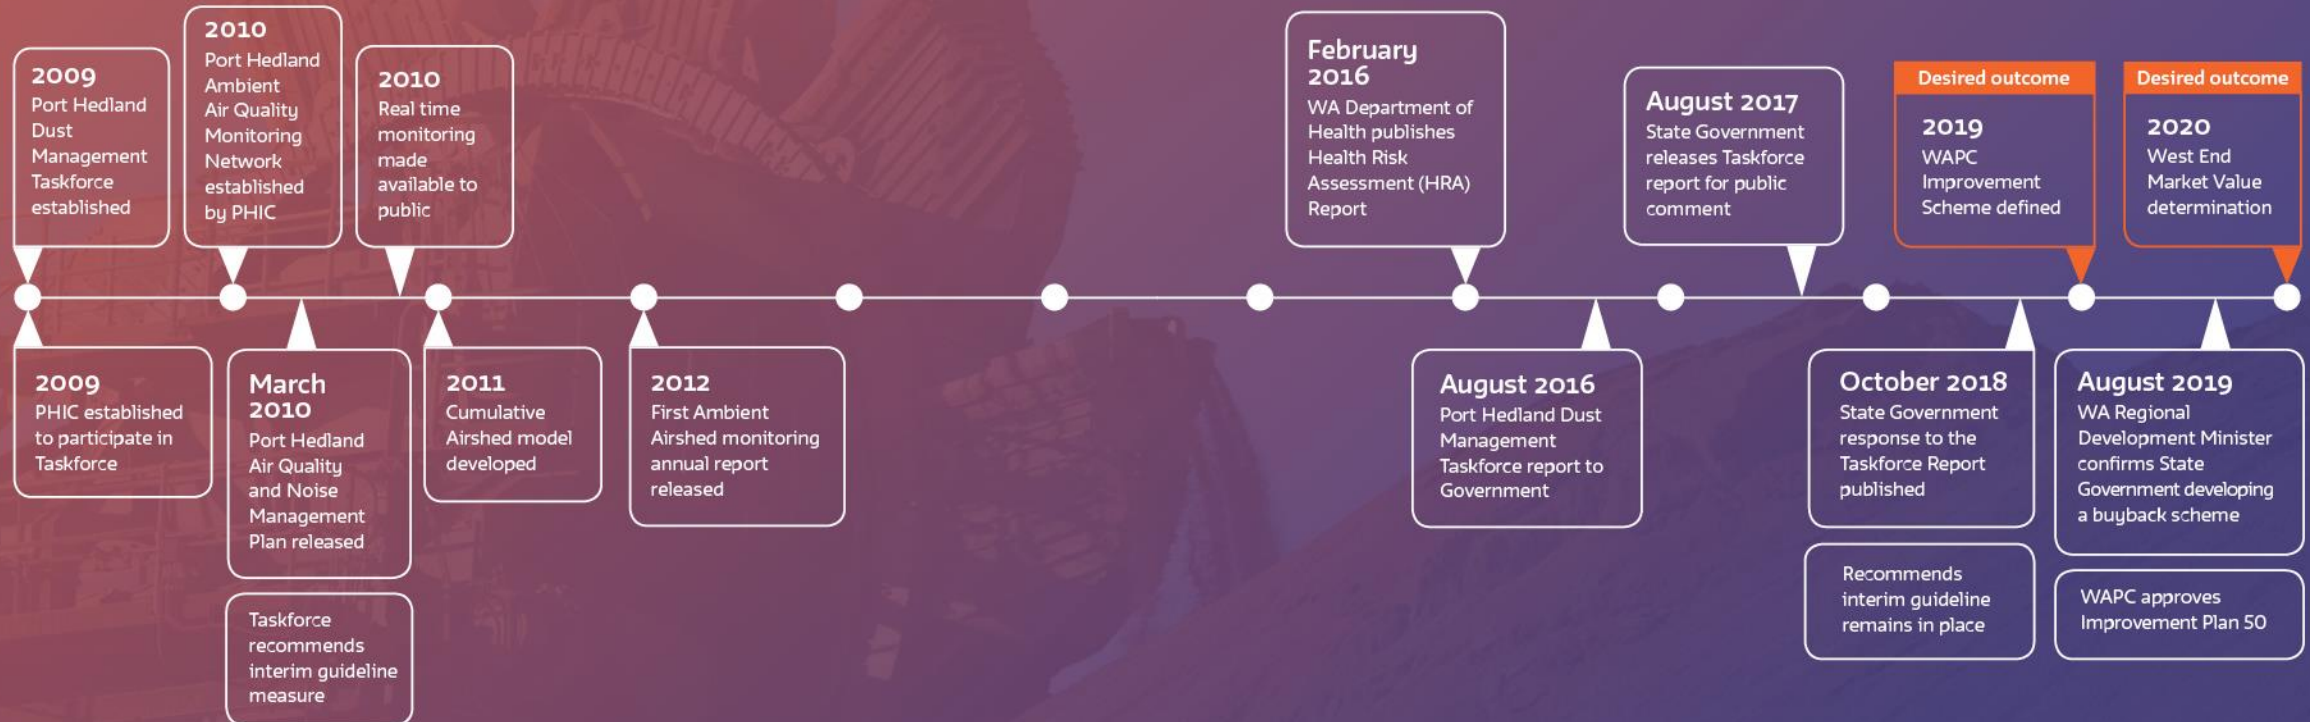 2009
Port Hedland
Dust
Management
Taskforce
established
2010
Port Hedland
Ambient
Air Quality
Monitoring
Network
established
by PHIC
2010
Real time
monitoring
made
available to
public
February
2016
WA Department of
Health publishes
Health Risk
Assessment (HRA)
Report
August 2017
State Government
releases Taskforce
report for public
comment
Desired outcome
2019
WAPC
Improvement
Scheme defined
Desired outcome
2020
West End
Market Value
determination
2009
PHIC established
to participate in
Taskforce
March
2010
Port Hedland
Air Quality
and Noise
Management
Plan released
Taskforce
recommends
interim guideline
measure
2011
Cumulative
Airshed model
developed
2012
First Ambient
Airshed monitoring
annual report
released
August 2016
Port Hedland Dust
Management
Taskforce report to
Government
October 2018
State Government
response to the
Taskforce Report
published
Recommends
interim guideline
remains in place
August 2019
WA Regional
Development Minister
confirms State
Government developing
a buyback scheme
WAPC approves
Improvement Plan 50